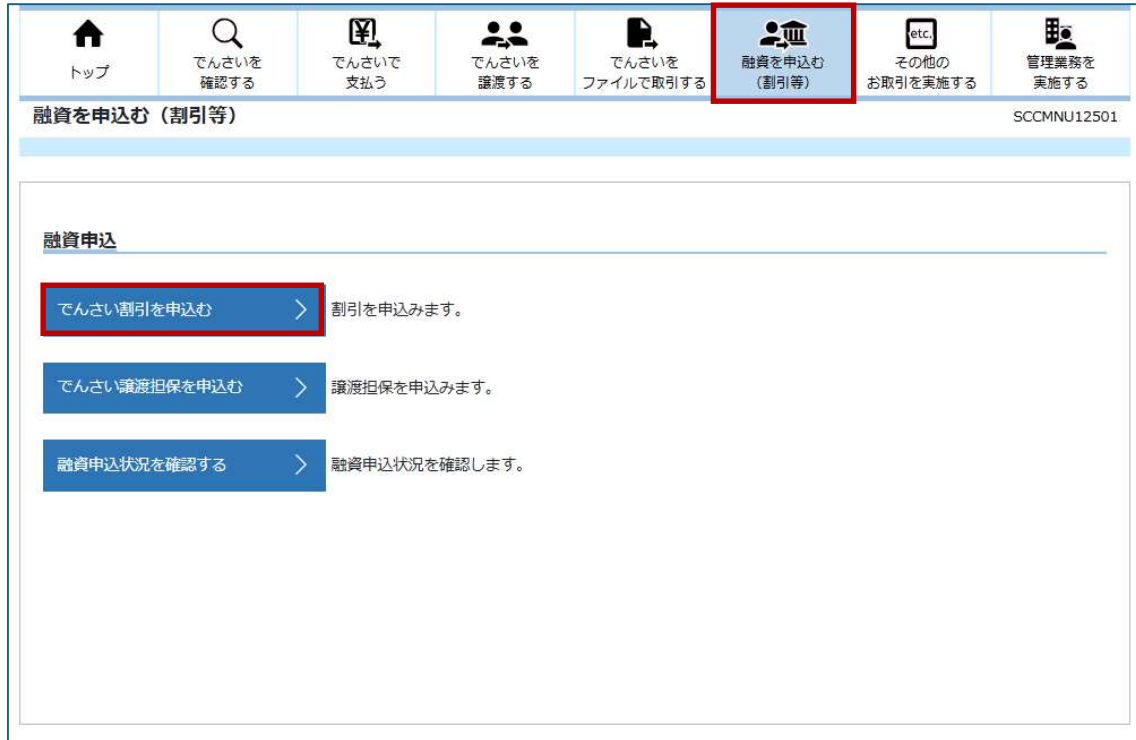 トップ
でんさいを
確認する
でんさいで
支払う
でんさいを
譲渡する
でんさいを
ファイルで取引する
融資を申込む
（割引等）
etc.
その他の
お取引を実施する
管理業務を
実施する
融資を申込む（割引等）
SCCMNU12501
融資申込
でんさい割引を申込む
割引を申込みます。
でんさい譲渡担保を申込む
譲渡担保を申込みます。
融資申込状況を確認する
融資申込状況を確認します。